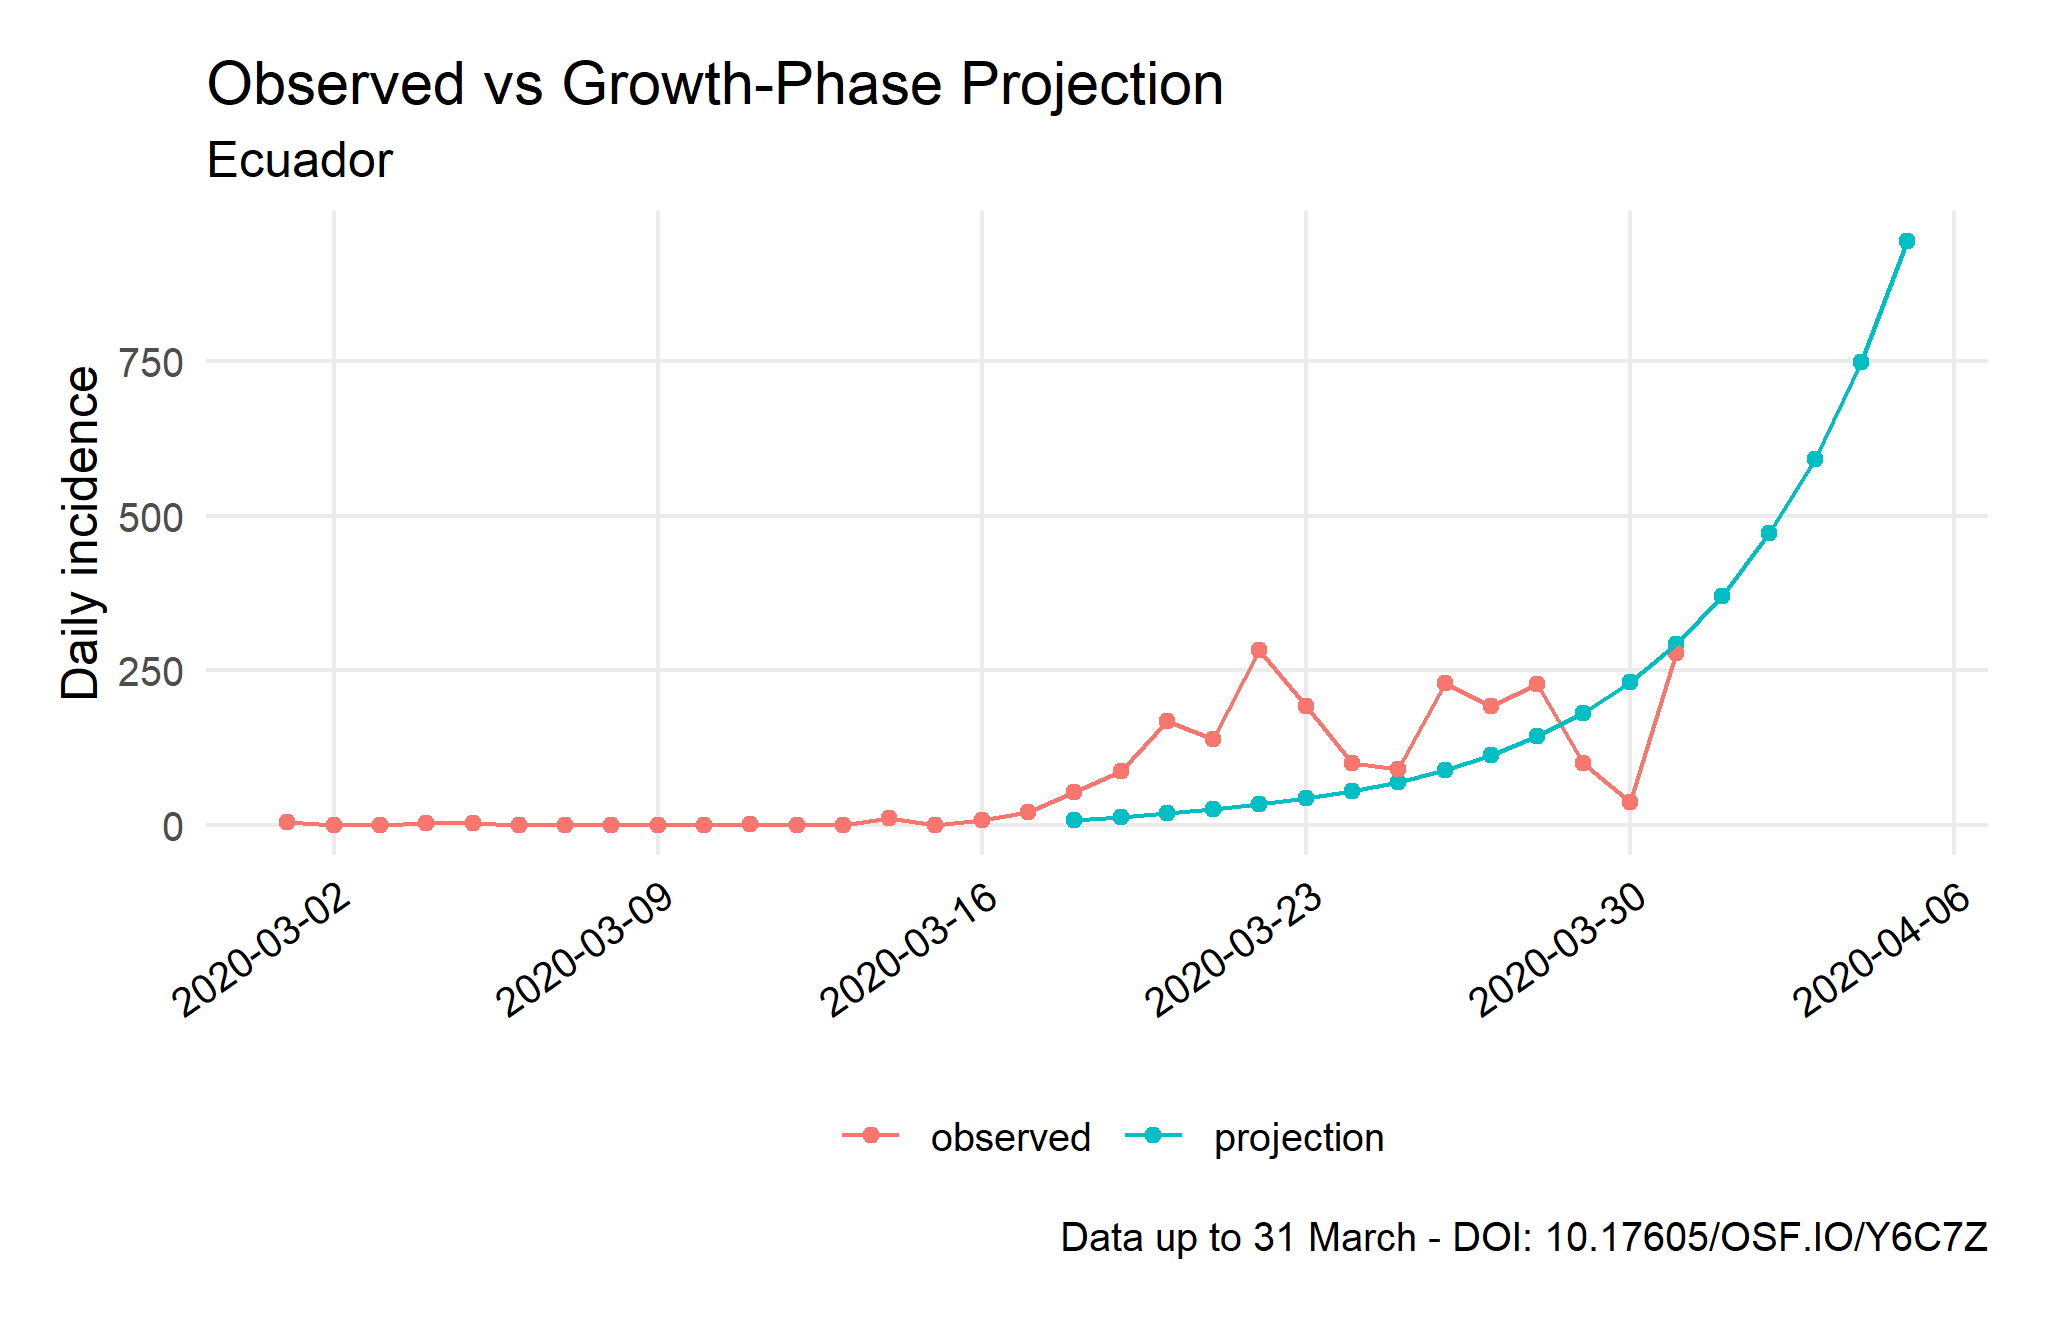 Observed vs Growth-Phase Projection
Ecuador
Daily incidence
750
500
250
0
2020-03-02
2020-03-09
2020-03-16
2020-03-23
2020-03-30
2020-04-06
observed
projection
Data up to 31 March - DOI: 10.17605/OSF.IO/Y6C7Z